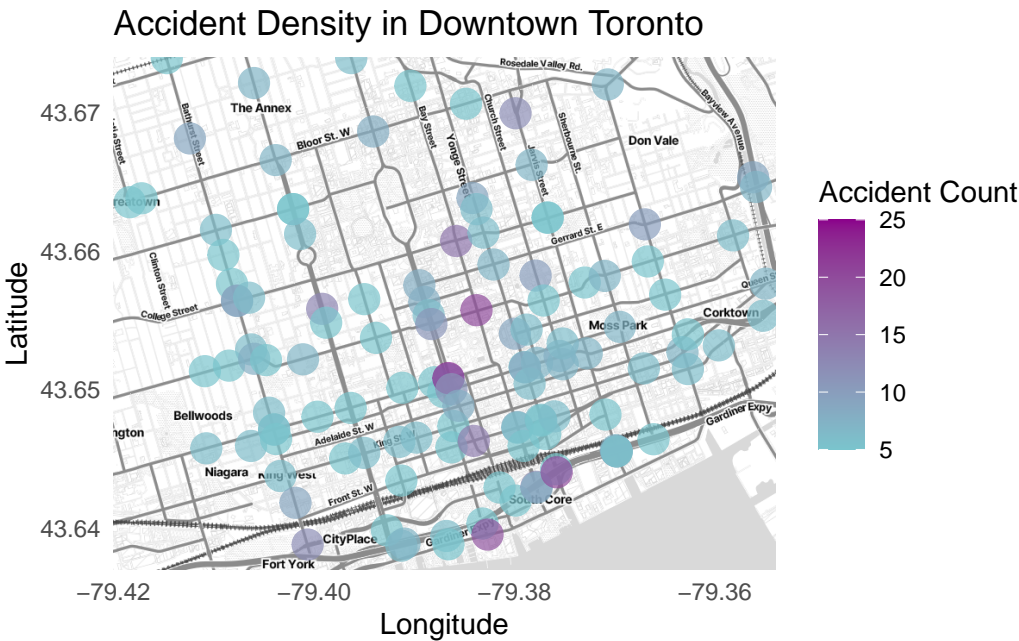 Accident Density in Downtown Toronto
Rosedale Valley Rd.
43.67
The Annex
Bathurst Street
Bay Street
Church Street
Bayview Avenue
Bloor St. W
Yonge Street
Sherbourne St.
Don Vale
Jarvis Street
Accident Count
25
20
15
10
5
43.66
Gerrard St. E
Clinton Street
College Street
Queen S
Corktown
Moss Park
Latitude
43.65
Bellwoods
ngton
Adelaide St. W
King St. W
Gardiner Expy
Niagara
King West
Front St. W
South Core
43.64
CityPlace
Gardiner Expy
Fort York
−79.42
−79.40
−79.38
−79.36
Longitude